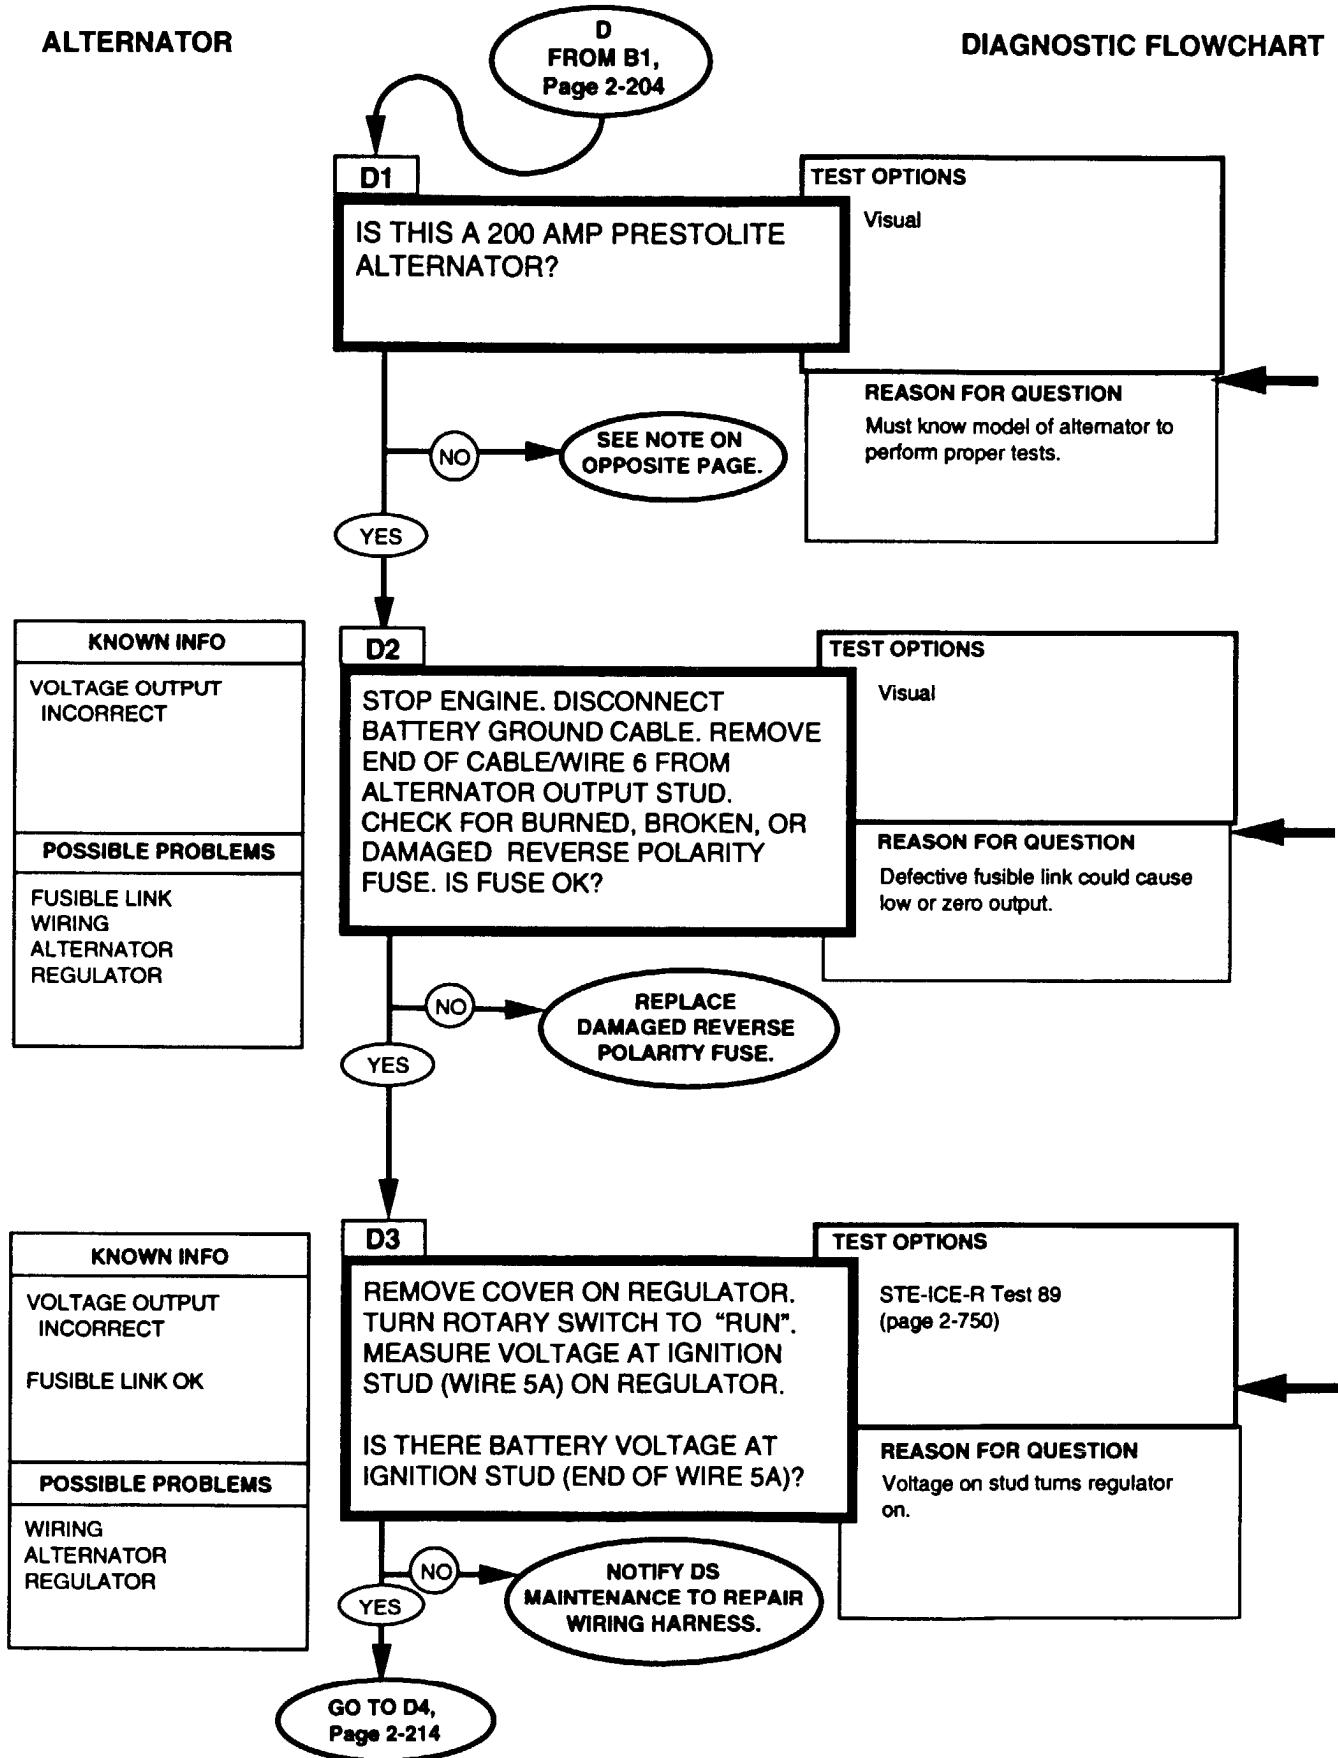 ALTERNATOR
DIAGNOSTIC FLOWCHART
D
FROM B1,
Page 2-204
D1
IS THIS A 200 AMP PRESTOLITE
ALTERNATOR?
TEST OPTIONS
Visual
REASON FOR QUESTION
Must know model of alternator to
perform proper tests.
NO
SEE NOTE ON
OPPOSITE PAGE.
YES
KNOWN INFO
VOLTAGE OUTPUT
INCORRECT
POSSIBLE PROBLEMS
FUSIBLE LINK
WIRING
ALTERNATOR
REGULATOR
D2
STOP ENGINE. DISCONNECT
BATTERY GROUND CABLE. REMOVE
END OF CABLE/WIRE 6 FROM
ALTERNATOR OUTPUT STUD.
CHECK FOR BURNED, BROKEN, OR
DAMAGED REVERSE POLARITY
FUSE. IS FUSE OK?
TEST OPTIONS
Visual
REASON FOR QUESTION
Defective fusible link could cause
low or zero output.
NO
REPLACE
DAMAGED REVERSE
POLARITY FUSE.
YES
KNOWN INFO
VOLTAGE OUTPUT
INCORRECT
FUSIBLE LINK OK
POSSIBLE PROBLEMS
WIRING
ALTERNATOR
REGULATOR
D3
REMOVE COVER ON REGULATOR.
TURN ROTARY SWITCH TO “RUN”.
MEASURE VOLTAGE AT IGNITION
STUD (WIRE 5A) ON REGULATOR.
IS THERE BATTERY VOLTAGE AT
IGNITION STUD (END OF WIRE 5A)?
TEST OPTIONS
STE-ICE-R Test 89
(page 2-750)
REASON FOR QUESTION
Voltage on stud turns regulator
on.
NO
NOTIFY DS
MAINTENANCE TO REPAIR
WIRING HARNESS.
YES
GO TO D4,
Page 2-214